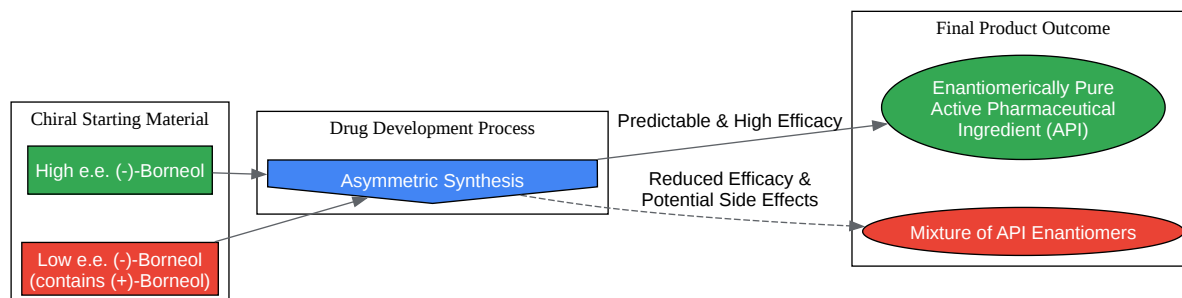 Chiral Starting Material
High e.e. (-)-Borneol
Low e.e. (-)-Borneol
(contains (+)-Borneol)
Drug Development Process
Asymmetric Synthesis
Predictable & High Efficacy
Reduced Efficacy &
Potential Side Effects
Final Product Outcome
Enantiomerically Pure
Active Pharmaceutical
Ingredient (API)
Mixture of API Enantiomers